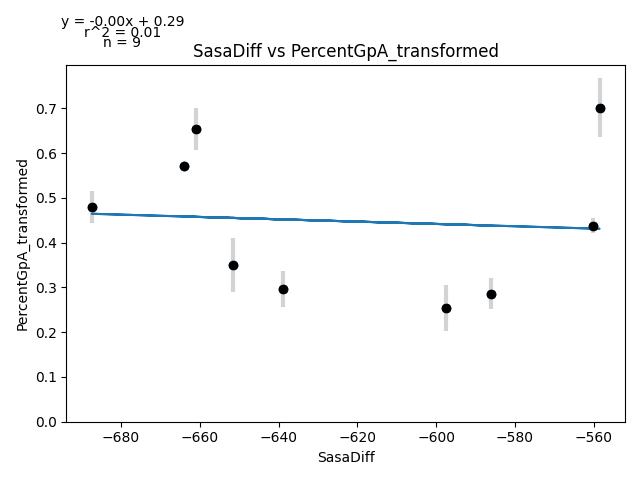 y = -0.00x + 0.29
r^2 = 0.01
n = 9
SasaDiff vs PercentGpA_transformed
PercentGpA_transformed
0.7
0.6
0.5
0.4
0.3
0.2
0.1
0.0
−680
−660
−640
−620
−600
−580
−560
SasaDiff